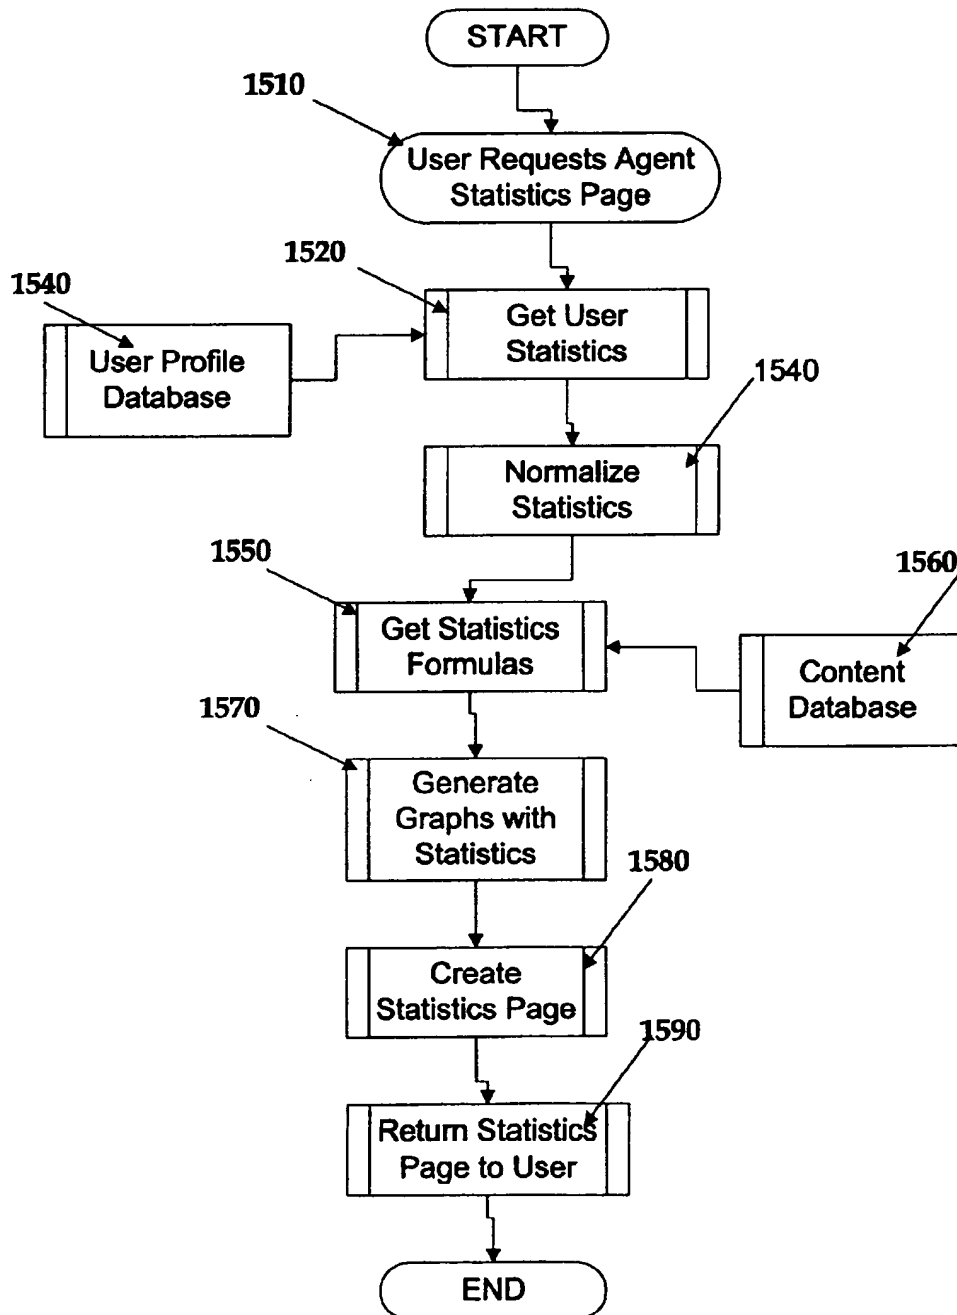 START
1510
User Requests Agent
Statistics Page
1520
1540
Get User
Statistics
User Profile
Database
1540
Normalize
Statistics
1550
1560
Get Statistics
Formulas
Content
Database
1570
Generate
Graphs with
Statistics
1580
Create
Statistics Page
1590
Return Statistics
Page to User
END